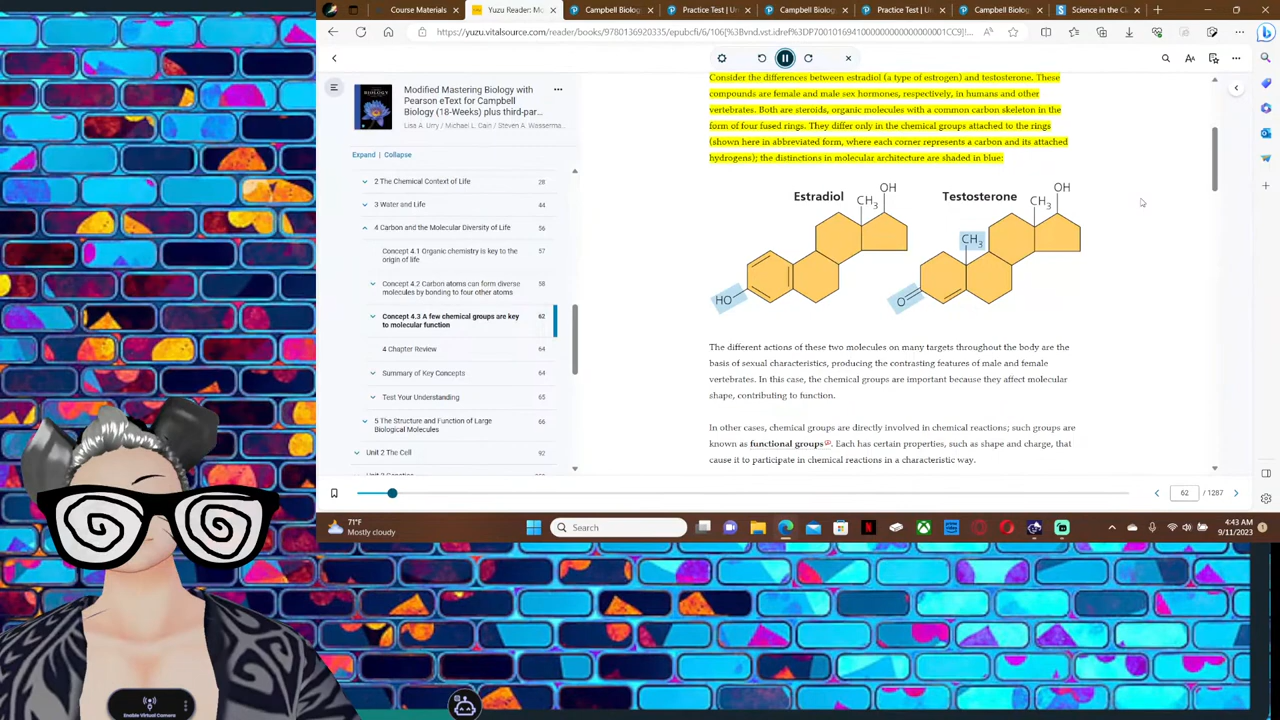 Course Materials
Yuzu Reader: Mo
Campbell Biolog
Practice Test | Un
Campbell Biolog
Practice Test | Un
Campbell Biolog
Science in the Cl
https://yuzu.vitalsource.com/reader/books/9780136920335/epubcfi/6/106[%3Bvnd.vst.idref%3DP7001016941000000000000000001CC9]!...
Modified Mastering Biology with
Pearson eText for Campbell
Biology (18-Weeks) plus third-par...
Lisa A. Urry / Michael L. Cain / Steven A. Wasserma...
Expand | Collapse
2 The Chemical Context of Life 28
3 Water and Life 44
4 Carbon and the Molecular Diversity of Life 56
Concept 4.1 Organic chemistry is key to the 57
origin of life
Concept 4.2 Carbon atoms can form diverse 58
molecules by bonding to four other atoms
Concept 4.3 A few chemical groups are key 62
to molecular function
4 Chapter Review 64
Summary of Key Concepts 64
Test Your Understanding 65
5 The Structure and Function of Large 66
Biological Molecules
Unit 2 The Cell 92
Consider the differences between estradiol (a type of estrogen) and testosterone. These
compounds are female and male sex hormones, respectively, in humans and other
vertebrates. Both are steroids, organic molecules with a common carbon skeleton in the
form of four fused rings. They differ only in the chemical groups attached to the rings
(shown here in abbreviated form, where each corner represents a carbon and its attached
hydrogens); the distinctions in molecular architecture are shaded in blue:
Estradiol
OH
CH3
HO
Testosterone
OH
CH3
CH3
O
The different actions of these two molecules on many targets throughout the body are the
basis of sexual characteristics, producing the contrasting features of male and female
vertebrates. In this case, the chemical groups are important because they affect molecular
shape, contributing to function.
In other cases, chemical groups are directly involved in chemical reactions; such groups are
known as functional groups. Each has certain properties, such as shape and charge, that
cause it to participate in chemical reactions in a characteristic way.
62 / 1287
71°F
Mostly cloudy
Search
4:43 AM
9/11/2023
Enable Virtual Camera